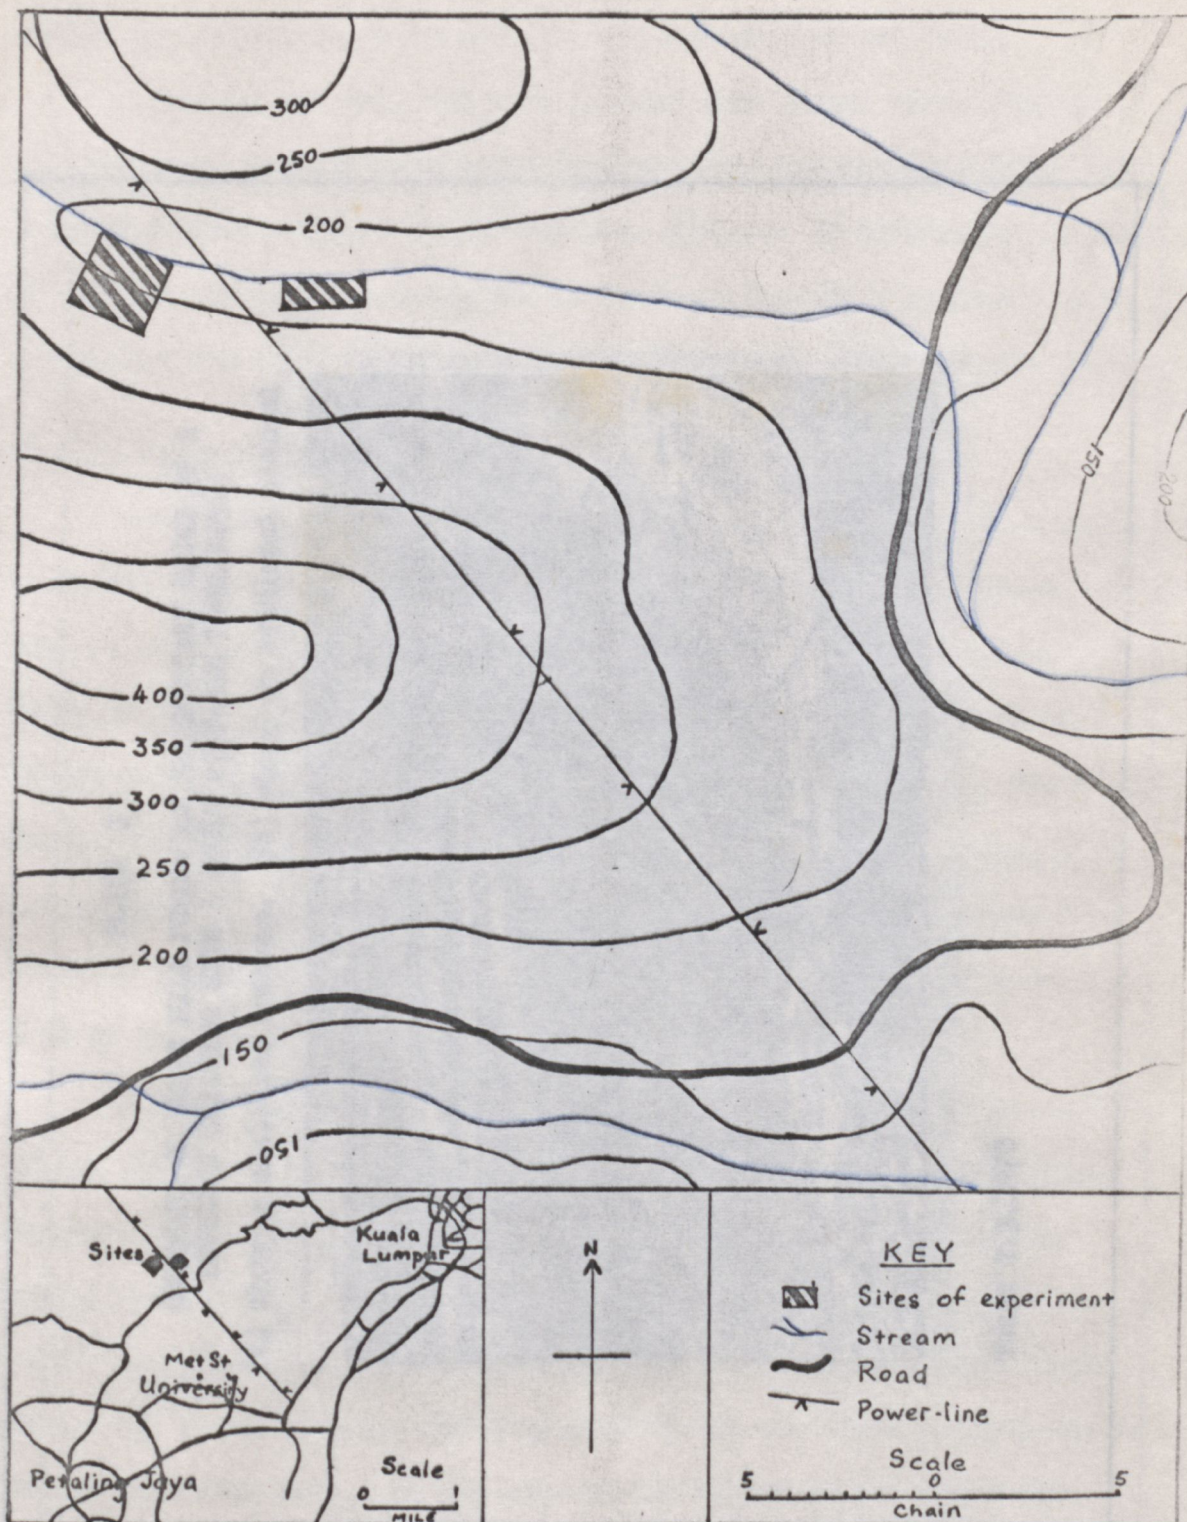 300
250
200
150
200
400
350
300
250
200
150
150
Sites
Kuala
Lumpur
Met St
University
Petaling Jaya
Scale
0 1
MILE
N
KEY
Sites of experiment
Stream
Road
Power-line
Scale
5 0 5
Chain